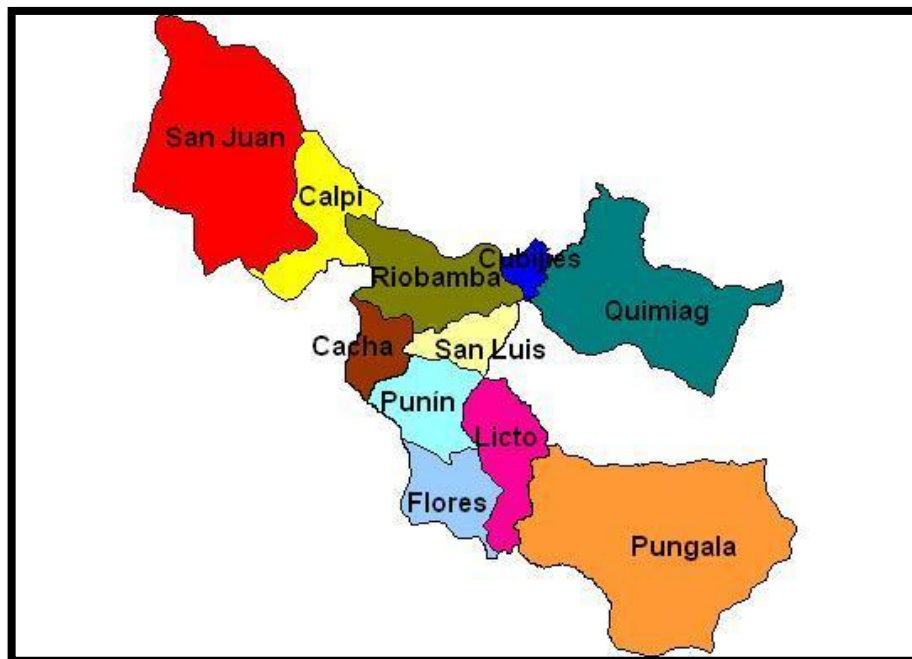 San Juan
Calpi
Cubijies
Riobamba
Quimiag
Cacha
San Luis
Punín
Licto
Flores
Pungala